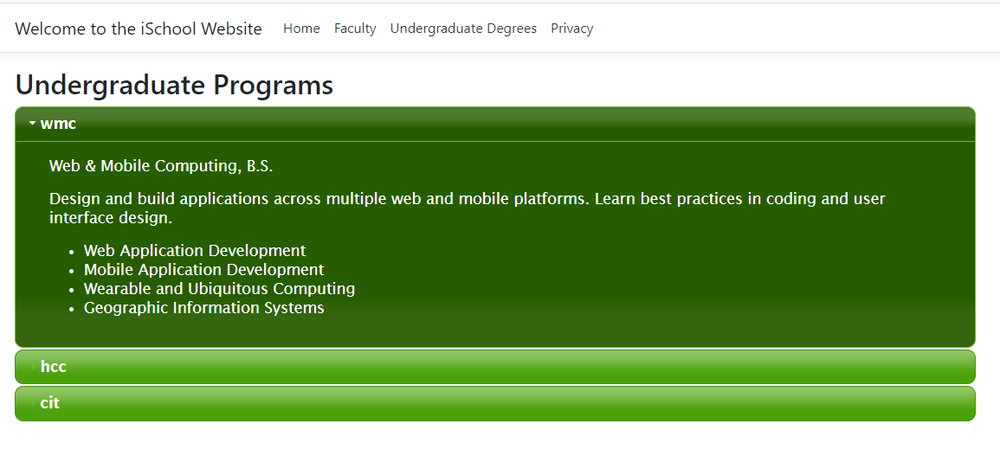 Welcome to the iSchool Website Home Faculty Undergraduate Degrees Privacy
Undergraduate Programs
wmc
Web & Mobile Computing, B.S.
Design and build applications across multiple web and mobile platforms. Learn best practices in coding and user
interface design.
Web Application Development
Mobile Application Development
Wearable and Ubiquitous Computing
Geographic Information Systems
hcc
cit